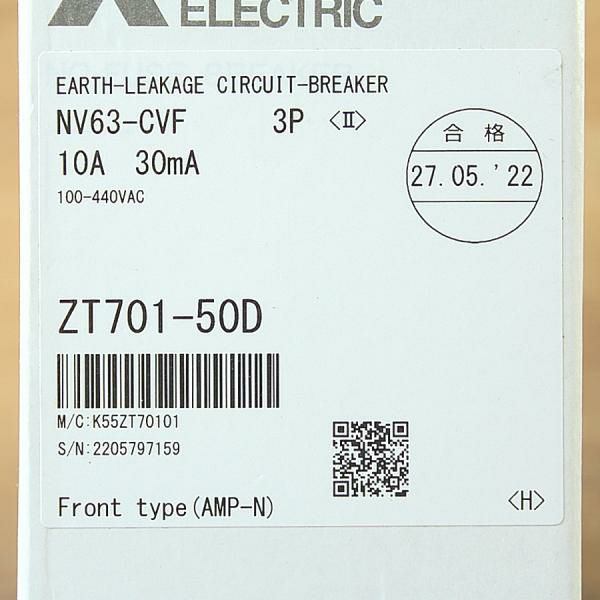 ELECTRIC
EARTH-LEAKAGE CIRCUIT-BREAKER
NV63-CVF 3P <Ⅱ>
10A 30mA
100-440VAC
合 格
27.05.'22
ZT701-50D
M/C:K55ZT70101
S/N:2205797159
Front type(AMP-N)
<H>